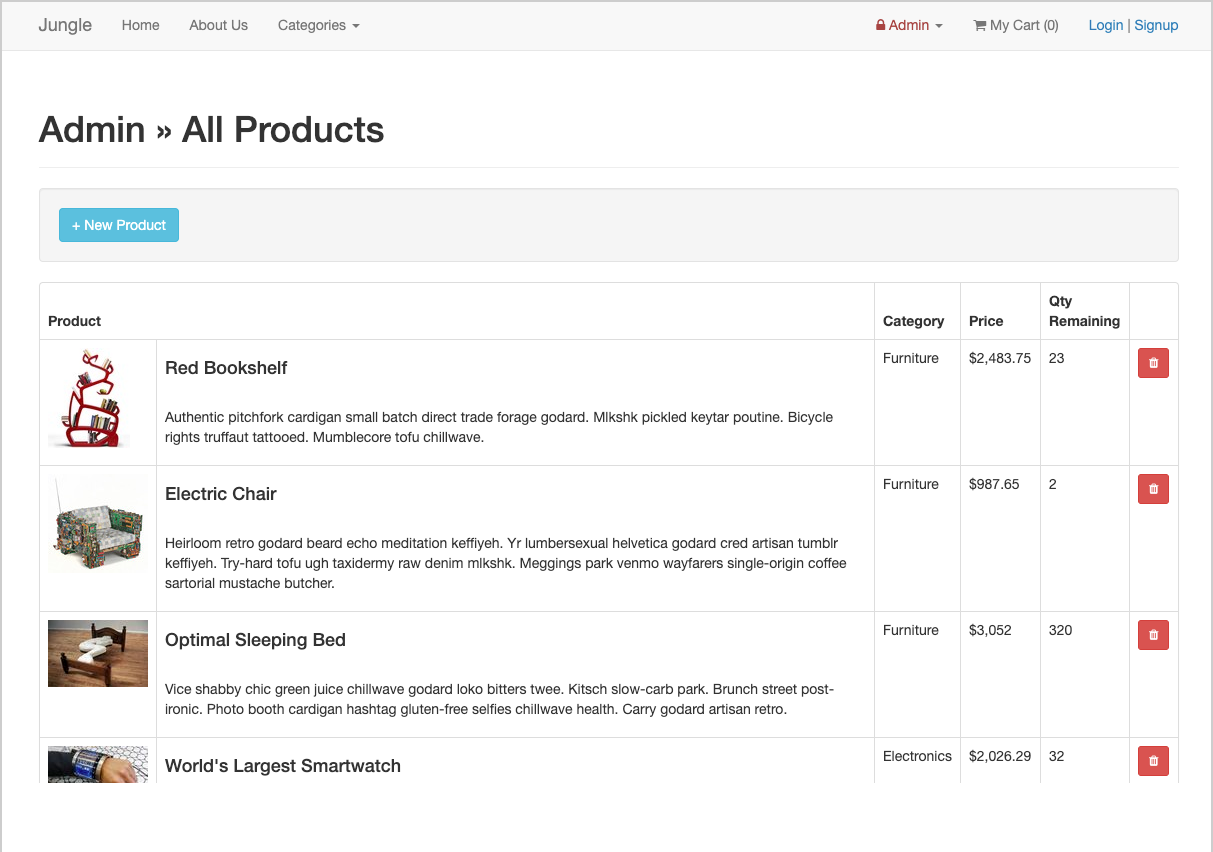 Jungle Home About Us Categories Admin My Cart (0) Login | Signup
Admin » All Products
+ New Product
Product Category Price Qty Remaining
Red Bookshelf
Furniture $2,483.75 23
Authentic pitchfork cardigan small batch direct trade forage godard. Mlkshk pickled keytar poutine. Bicycle
rights truffaut tattooed. Mumblecore tofu chillwave.
Electric Chair
Furniture $987.65 2
Heirloom retro godard beard echo meditation keffiyeh. Yr lumbersexual helvetica godard cred artisan tumblr
keffiyeh. Try-hard tofu ugh taxidermy raw denim mlkshk. Meggings park venmo wayfarers single-origin coffee
sartorial mustache butcher.
Optimal Sleeping Bed
Furniture $3,052 320
Vice shabby chic green juice chillwave godard loko bitters twee. Kitsch slow-carb park. Brunch street post-
ironic. Photo booth cardigan hashtag gluten-free selfies chillwave health. Carry godard artisan retro.
World's Largest Smartwatch
Electronics $2,026.29 32